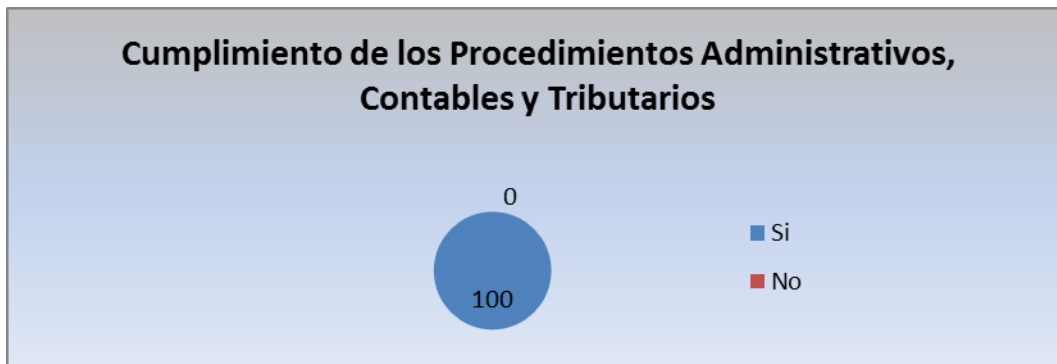 Cumplimiento de los Procedimientos Administrativos,
Contables y Tributarios
0
100
Si
No